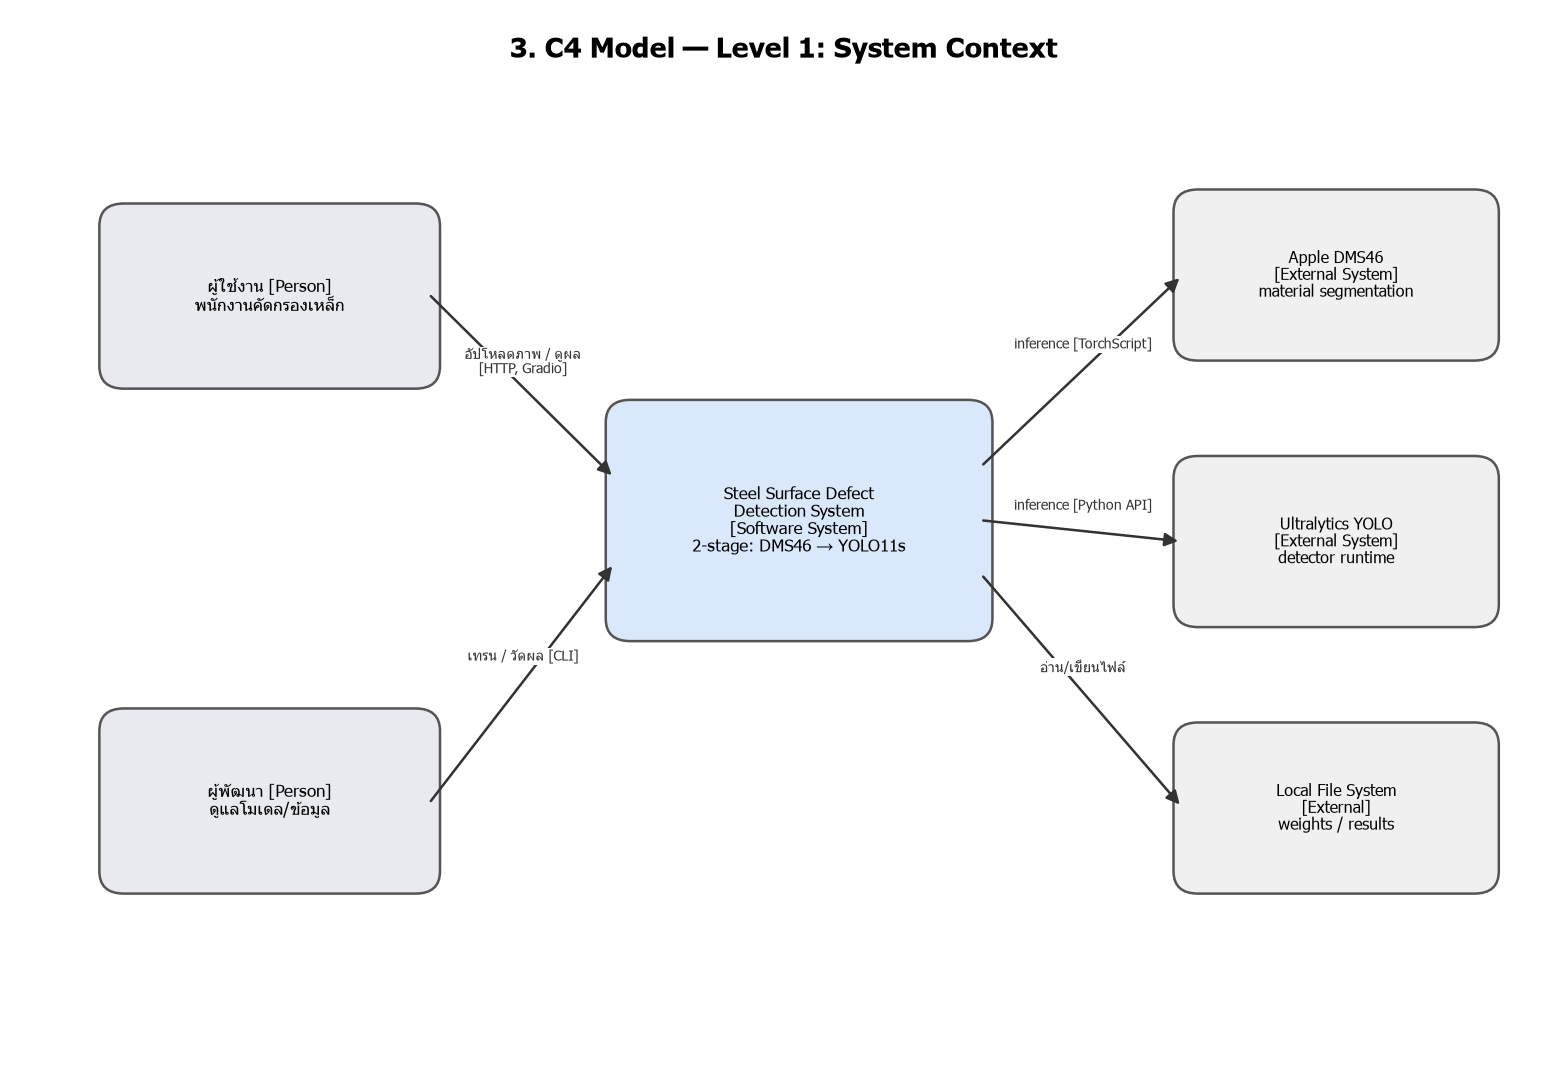 3. C4 Model — Level 1: System Context
ผู้ใช้งาน [Person]
พนักงานคัดกรองเหล็ก
อัปโหลดภาพ / ดูผล
[HTTP, Gradio]
Steel Surface Defect
Detection System
[Software System]
2-stage: DMS46 → YOLO11s
เทรน / วัดผล [CLI]
ผู้พัฒนา [Person]
ดูแลโมเดล/ข้อมูล
inference [TorchScript]
Apple DMS46
[External System]
material segmentation
inference [Python API]
Ultralytics YOLO
[External System]
detector runtime
อ่าน/เขียนไฟล์
Local File System
[External]
weights / results